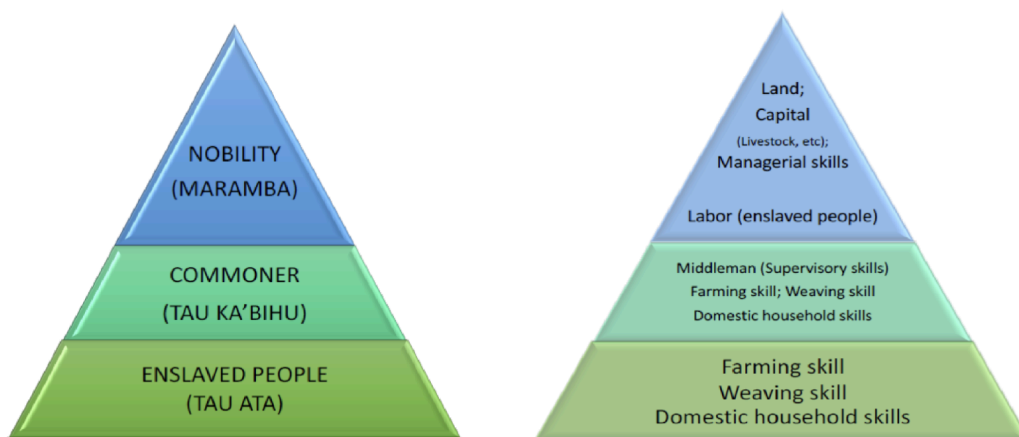 NOBILITY
(MARAMBA)
COMMONER
(TAU KA’BIHU)
ENSLAVED PEOPLE
(TAU ATA)
Land;
Capital
(Livestock, etc);
Managerial skills
Labor (enslaved people)
Middleman (Supervisory skills)
Farming skill; Weaving skill
Domestic household skills
Farming skill
Weaving skill
Domestic household skills